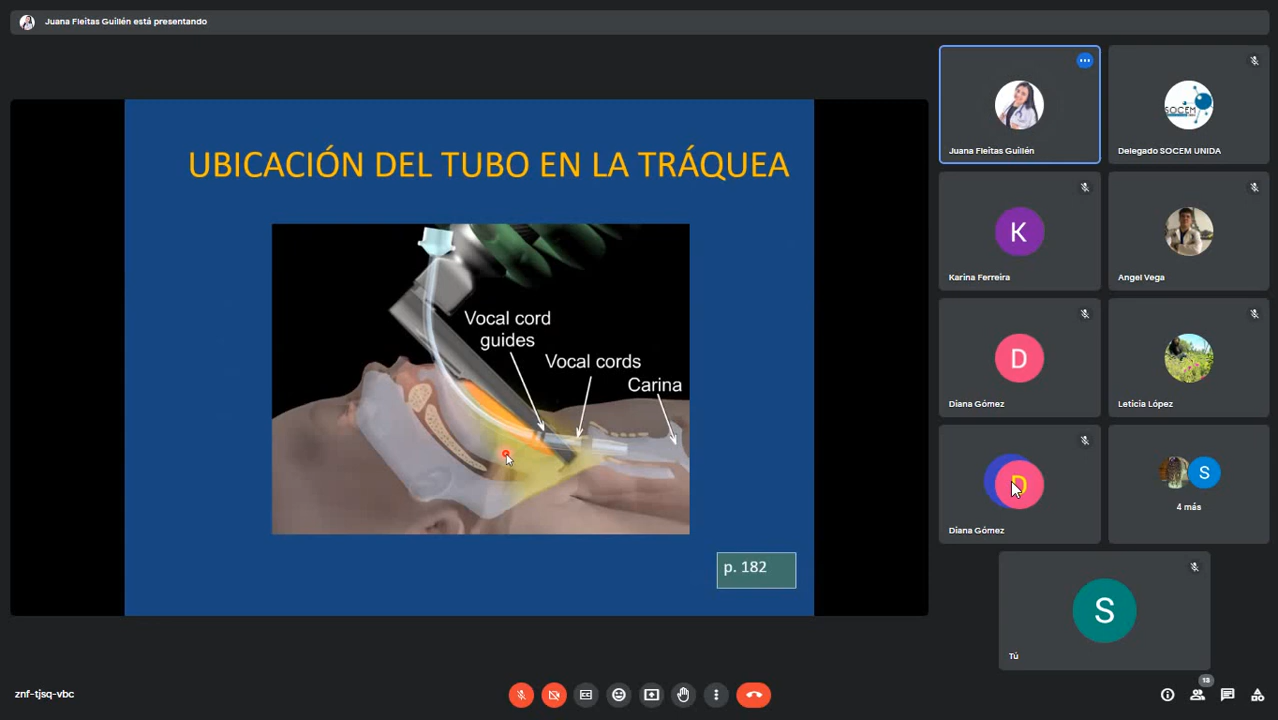 Juana Fleitas Guillén está presentando
UBICACIÓN DEL TUBO EN LA TRÁQUEA
Vocal cord
guides
Vocal cords
Carina
p. 182
Juana Fleitas Guillén
SOCEM
Delegado SOCEM UNIDA
K
Karina Ferreira
Angel Vega
D
Diana Gómez
Leticia López
D
Diana Gómez
S
4 más
S
Tú
znf-tjsq-vbc
13